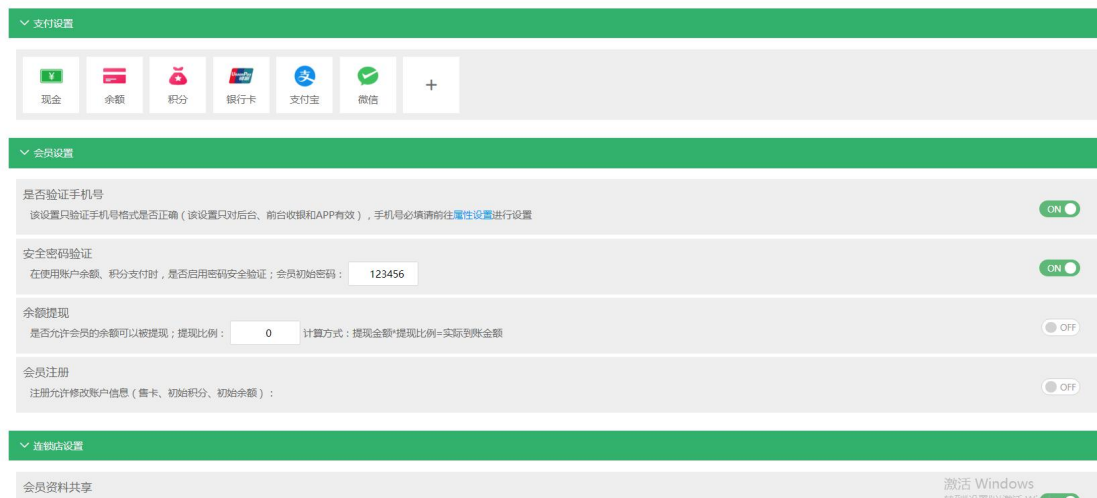 支付设置
¥
UnionPay
银联
支
现金 余额 积分 银行卡 支付宝 微信 +
会员设置
是否验证手机号
该设置只验证手机号格式是否正确(该设置只对后台、前台收银和APP有效),手机号必填请前往属性设置进行设置
ON
安全密码验证
在使用账户余额、积分支付时,是否启用密码安全验证;会员初始密码: 123456
ON
余额提现
是否允许会员的余额可以被提现;提现比例: 0 计算方式:提现金额*提现比例=实际到账金额
OFF
会员注册
注册允许修改账户信息(售卡、初始积分、初始余额):
OFF
连锁店设置
会员资料共享
激活 Windows